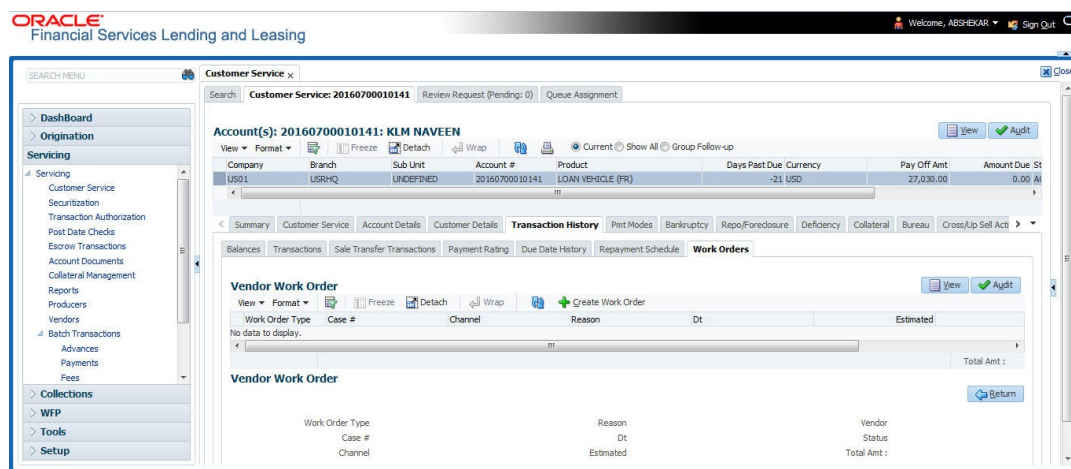 ORACLE
Financial Services Lending and Leasing
Welcome, ABSHEKAR
Sign Out
SEARCH MENU
DashBoard
Origination
Servicing
Servicing
Customer Service
Securitization
Transaction Authorization
Post Date Checks
Escrow Transactions
Account Documents
Collateral Management
Reports
Producers
Vendors
Batch Transactions
Advances
Payments
Fees
Collections
WFP
Tools
Setup
Customer Service x
Close
Search Customer Service: 20160700010141 Review Request (Pending: 0) Queue Assignment
Account(s): 20160700010141: KLM NAVEEN
View Audit
View Format Freeze Detach Wrap Current Show All Group Follow-up
Company Branch Sub Unit Account # Product Days Past Due Currency Pay Off Amt Amount Due St
US01 USRHQ UNDEFINED 20160700010141 LOAN VEHICLE (FR) -21 USD 27,030.00 0.00
Summary Customer Service Account Details Customer Details Transaction History Pmt Modes Bankruptcy Repo/Foreclosure Deficiency Collateral Bureau Cross/Up Sell Acti
Balances Transactions Sale Transfer Transactions Payment Rating Due Date History Repayment Schedule Work Orders
Vendor Work Order
View Audit
View Format Freeze Detach Wrap Create Work Order
Work Order Type Case # Channel Reason Dt Estimated
No data to display.
Total Amt :
Vendor Work Order
Return
Work Order Type Reason Vendor
Case # Dt Status
Channel Estimated Total Amt :